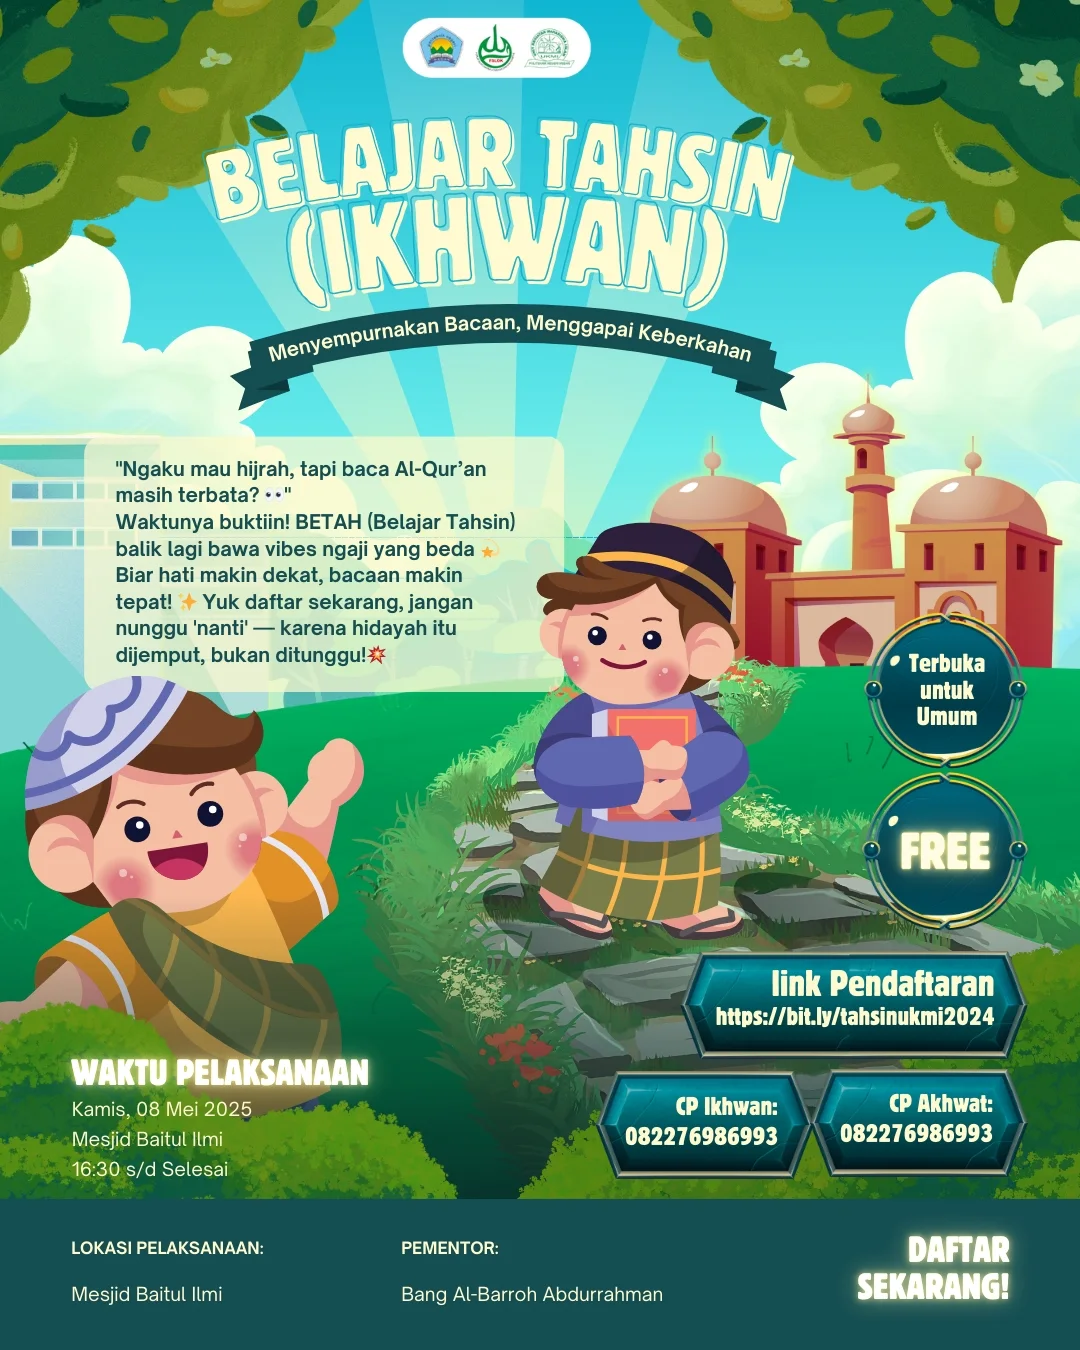 BELAJAR TAHSIN
(IKHWAN)
Menyempurnakan Bacaan, Menggapai Keberkahan
"Ngaku mau hijrah, tapi baca Al-Qur’an
masih terbata? 👀"
Waktunya buktiin! BETAH (Belajar Tahsin)
balik lagi bawa vibes ngaji yang beda 💫
Biar hati makin dekat, bacaan makin
tepat! ✨ Yuk daftar sekarang, jangan
nunggu 'nanti' — karena hidayah itu
dijemput, bukan ditunggu!💥
Terbuka
untuk
Umum
FREE
link Pendaftaran
https://bit.ly/tahsinukmi2024
CP Ikhwan:
082276986993
CP Akhwat:
082276986993
WAKTU PELAKSANAAN
Kamis, 08 Mei 2025
Mesjid Baitul Ilmi
16:30 s/d Selesai
LOKASI PELAKSANAAN:
Mesjid Baitul Ilmi
PEMENTOR:
Bang Al-Barroh Abdurrahman
DAFTAR
SEKARANG!